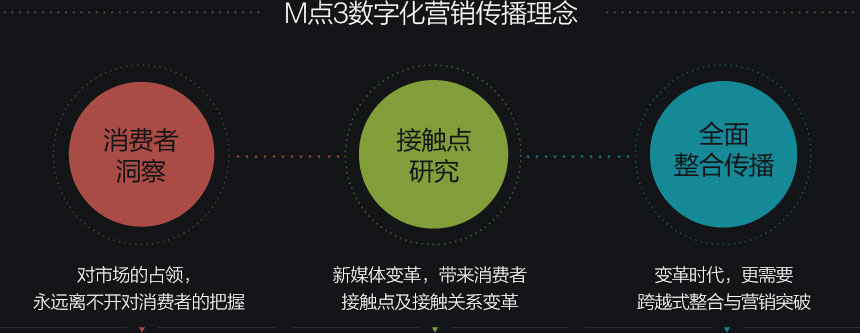 M点3数字化营销传播理念
消费者
洞察
接触点
研究
全面
整合传播
对市场的占领，
永远离不开对消费者的把握
新媒体变革，带来消费者
接触点及接触关系变革
变革时代，更需要
跨越式整合与营销突破